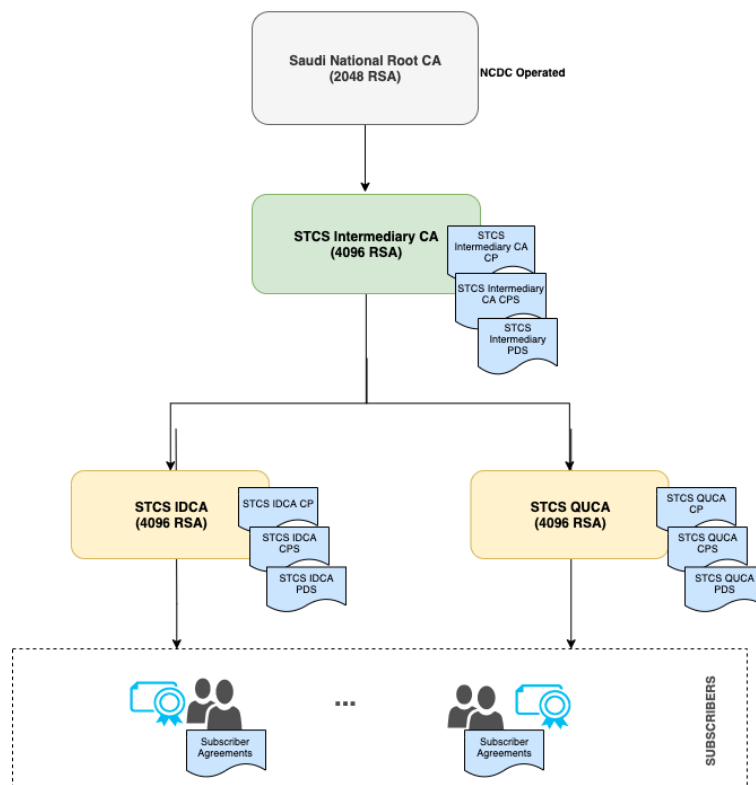 Saudi National Root CA
(2048 RSA)
NCDC Operated
STCS Intermediary CA
(4096 RSA)
STCS
Intermediary CA
CP
STCS Intermediary
CA CPS
STCS
Intermediary
PDS
STCS IDCA
(4096 RSA)
STCS IDCA CP
STCS IDCA
CPS
STCS IDCA
PDS
STCS QUCA
(4096 RSA)
STCS QUCA
CP
STCS QUCA
CPS
STCS QUCA
PDS
...
Subscriber
Agreements
Subscriber
Agreements
SUBSCRIBERS